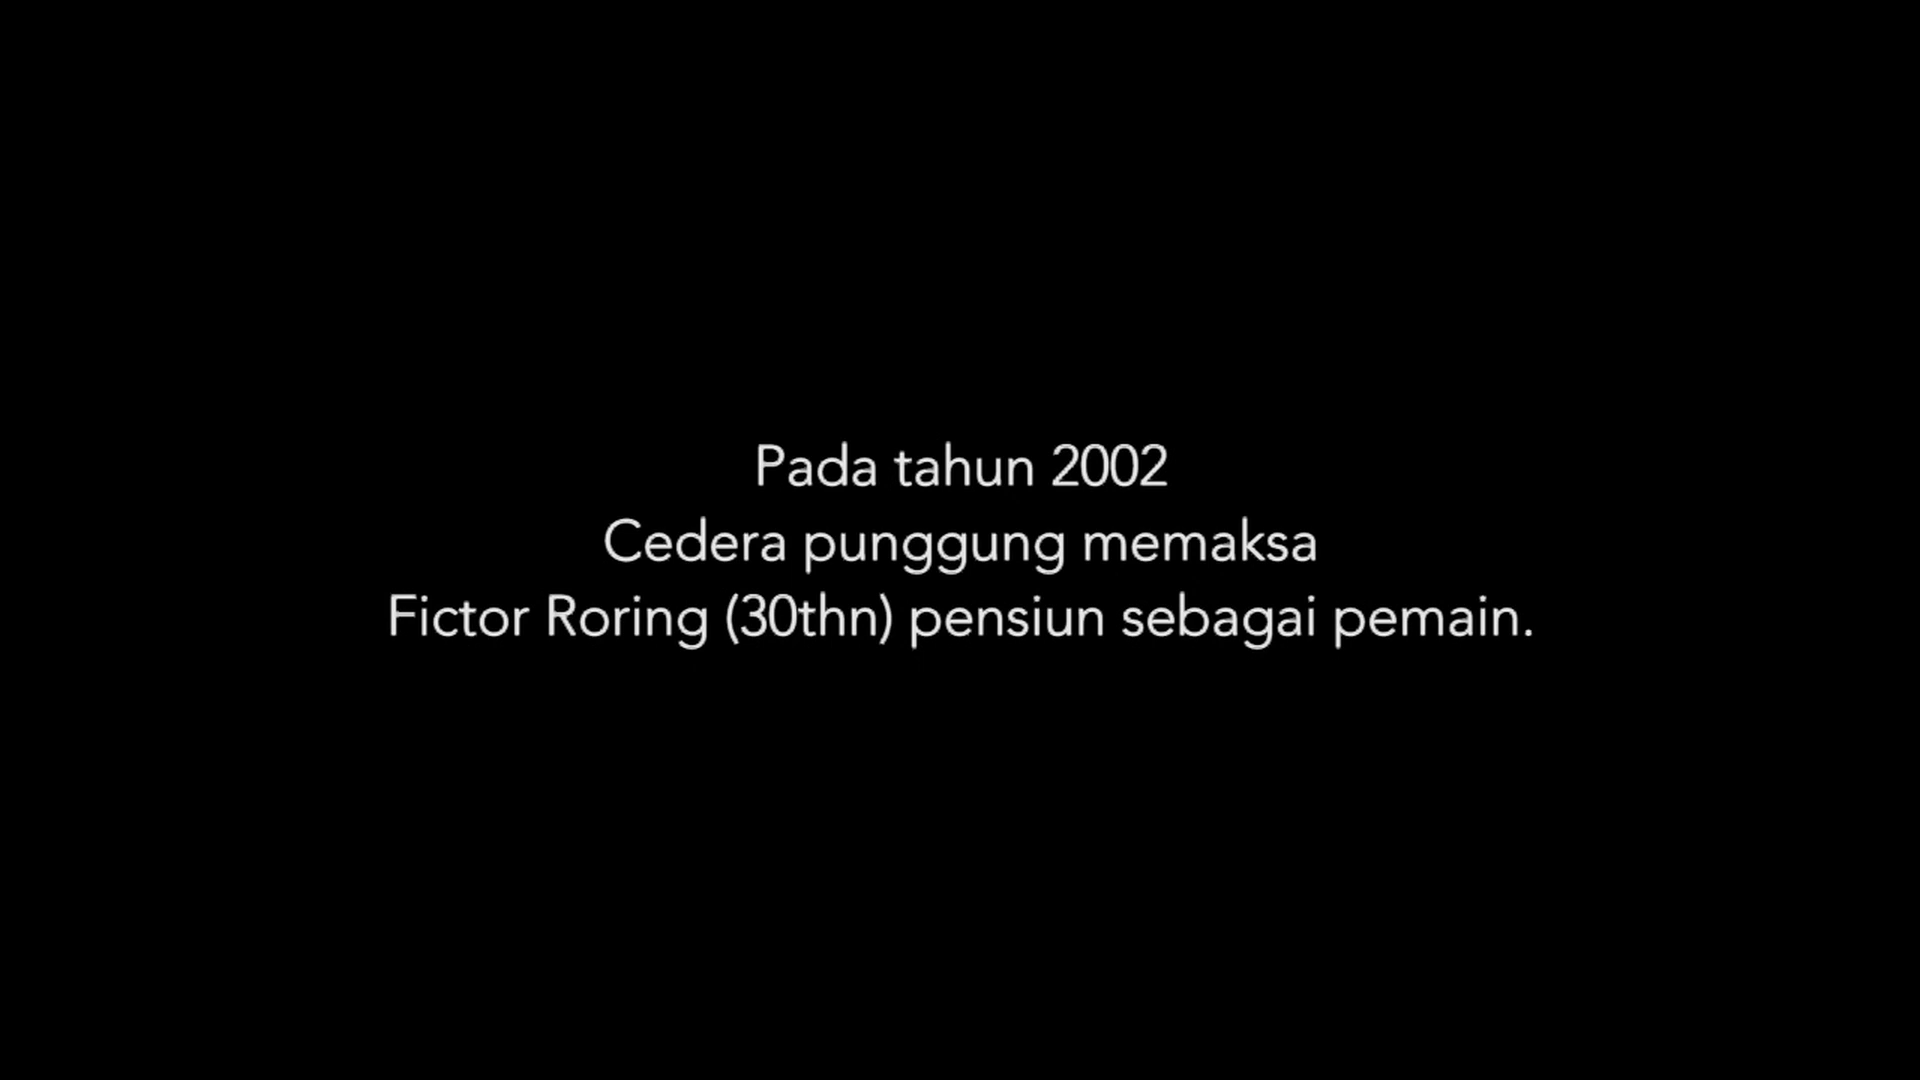 Pada tahun 2002
Cedera punggung memaksa
Fictor Roring (30thn) pensiun sebagai pemain.